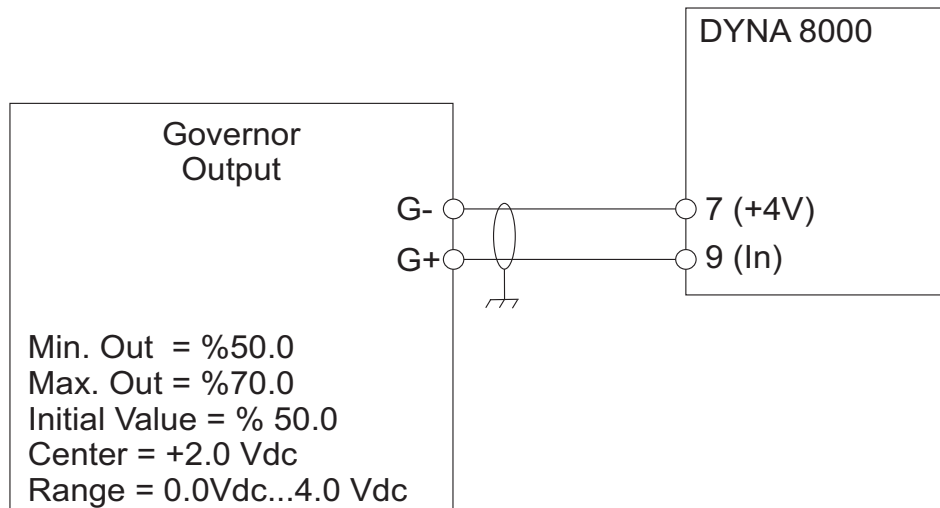 DYNA 8000
Governor
Output
G-
7 (+4V)
G+
9 (In)
Min. Out = %50.0
Max. Out = %70.0
Initial Value = % 50.0
Center = +2.0 Vdc
Range = 0.0Vdc...4.0 Vdc